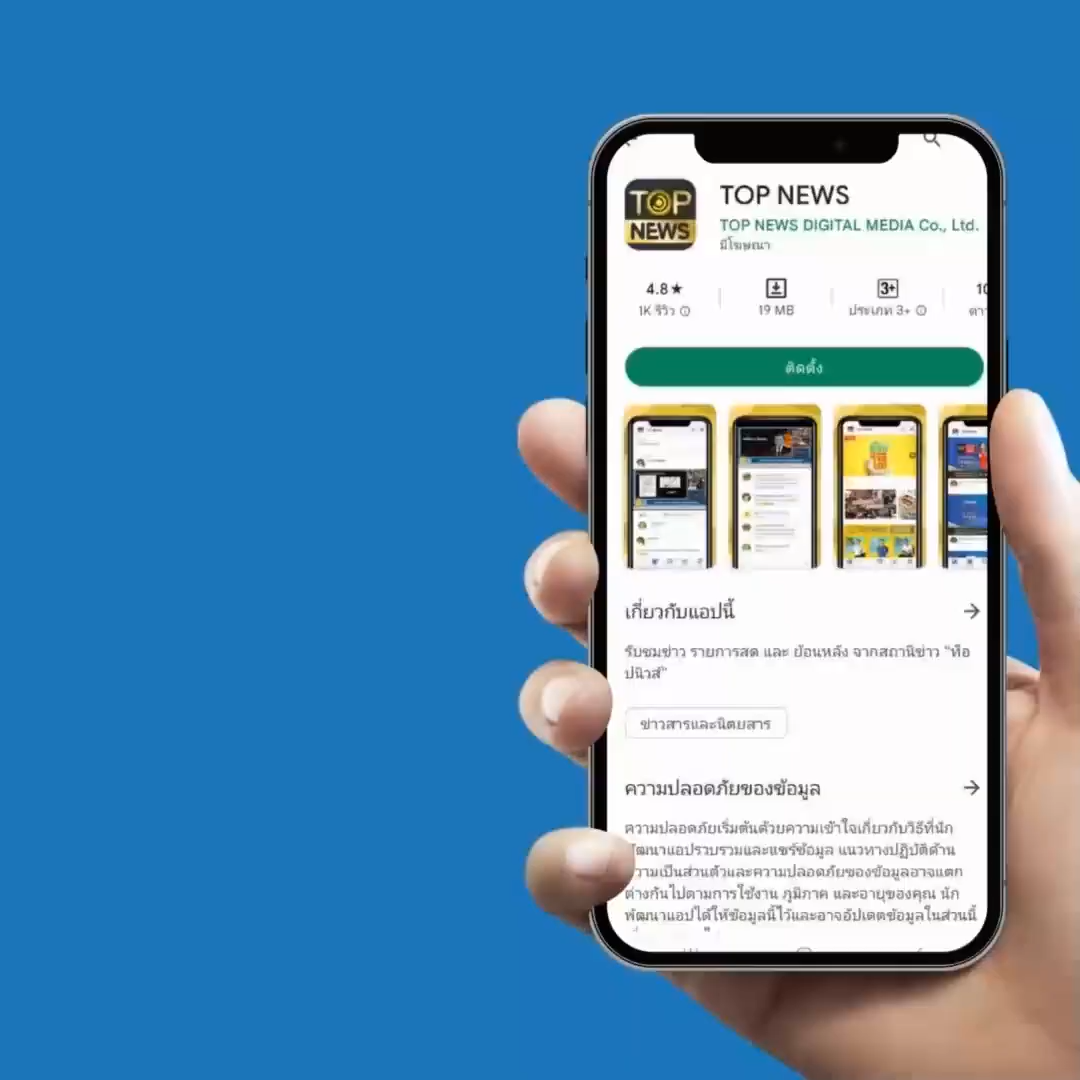 TOP NEWS
TOP
NEWS
TOP NEWS DIGITAL MEDIA Co., Ltd.
มีโฆษณา
4.8★
3+
1K รีวิว
19 MB
ประเภท 3+
ติดตั้ง
เกี่ยวกับแอปนี้
รับชมข่าว รายการสด และ ย้อนหลัง จากสถานีข่าว "ท็อ
ปนิวส์"
ข่าวสารและนิตยสาร
ความปลอดภัยของข้อมูล
ความปลอดภัยเริ่มต้นด้วยความเข้าใจเกี่ยวกับวิธีที่นัก
พัฒนาแอปรวบรวมและแชร์ข้อมูล แนวทางปฏิบัติด้าน
ความเป็นส่วนตัวและความปลอดภัยของข้อมูลอาจแตก
ต่างกันไปตามการใช้งาน ภูมิภาค และอายุของคุณ นัก
พัฒนาแอปได้ให้ข้อมูลนี้ไว้และอาจอัปเดตข้อมูลในส่วนนี้